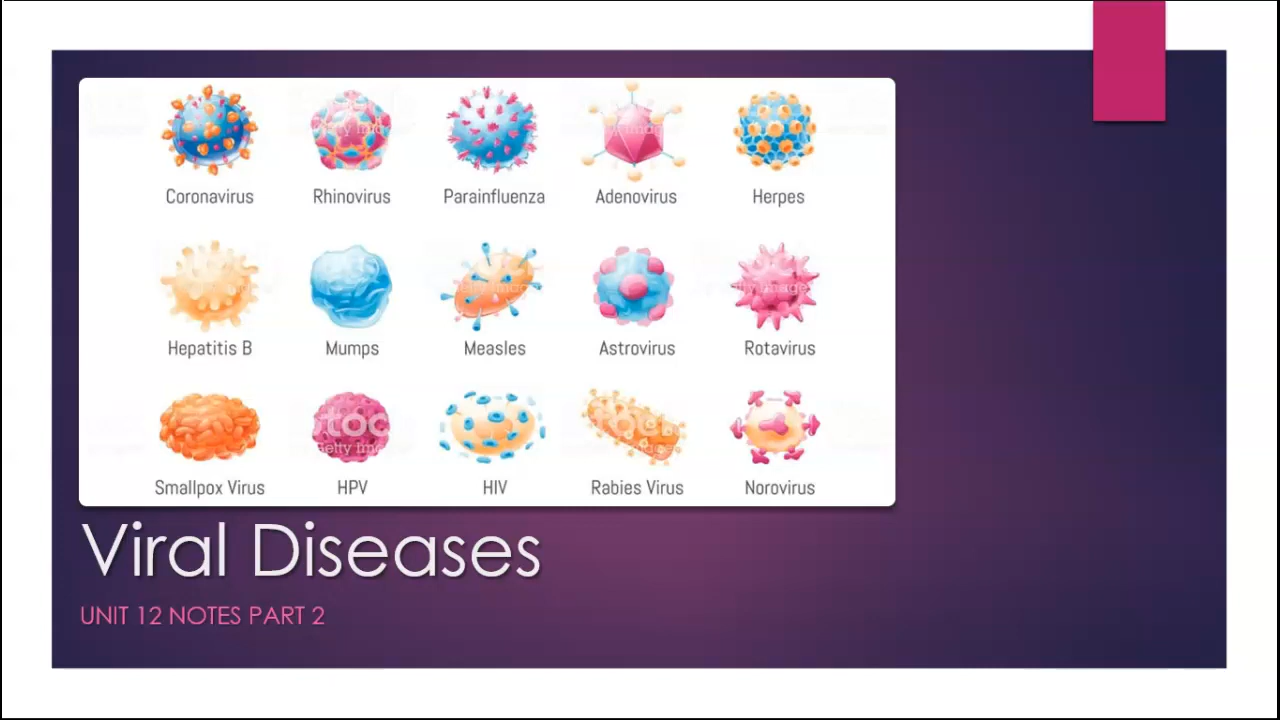 Coronavirus Rhinovirus Parainfluenza Adenovirus Herpes
Hepatitis B Mumps Measles Astrovirus Rotavirus
Smallpox Virus HPV HIV Rabies Virus Norovirus
Viral Diseases
UNIT 12 NOTES PART 2